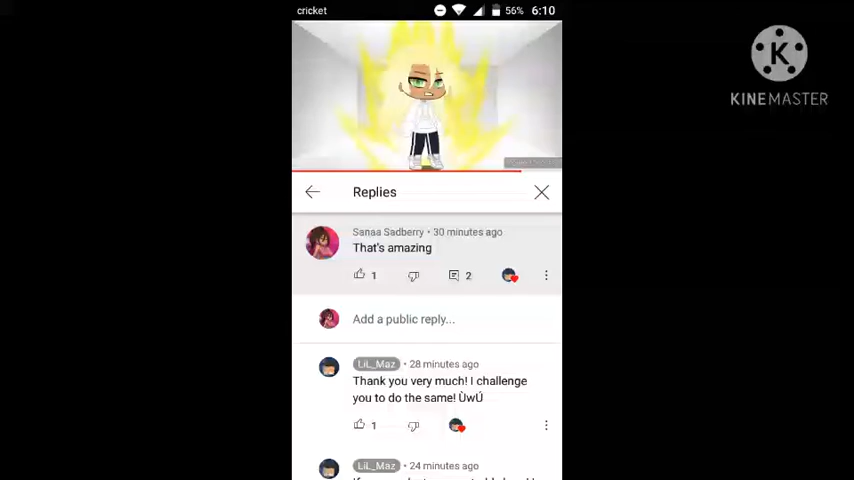 cricket
56% 6:10
K
KINEMASTER
Replies
Sanaa Sadberry • 30 minutes ago
That's amazing
1
2
Add a public reply...
LiL_Maz • 28 minutes ago
Thank you very much! I challenge
you to do the same! ÙwÚ
1
LiL_Maz • 24 minutes ago